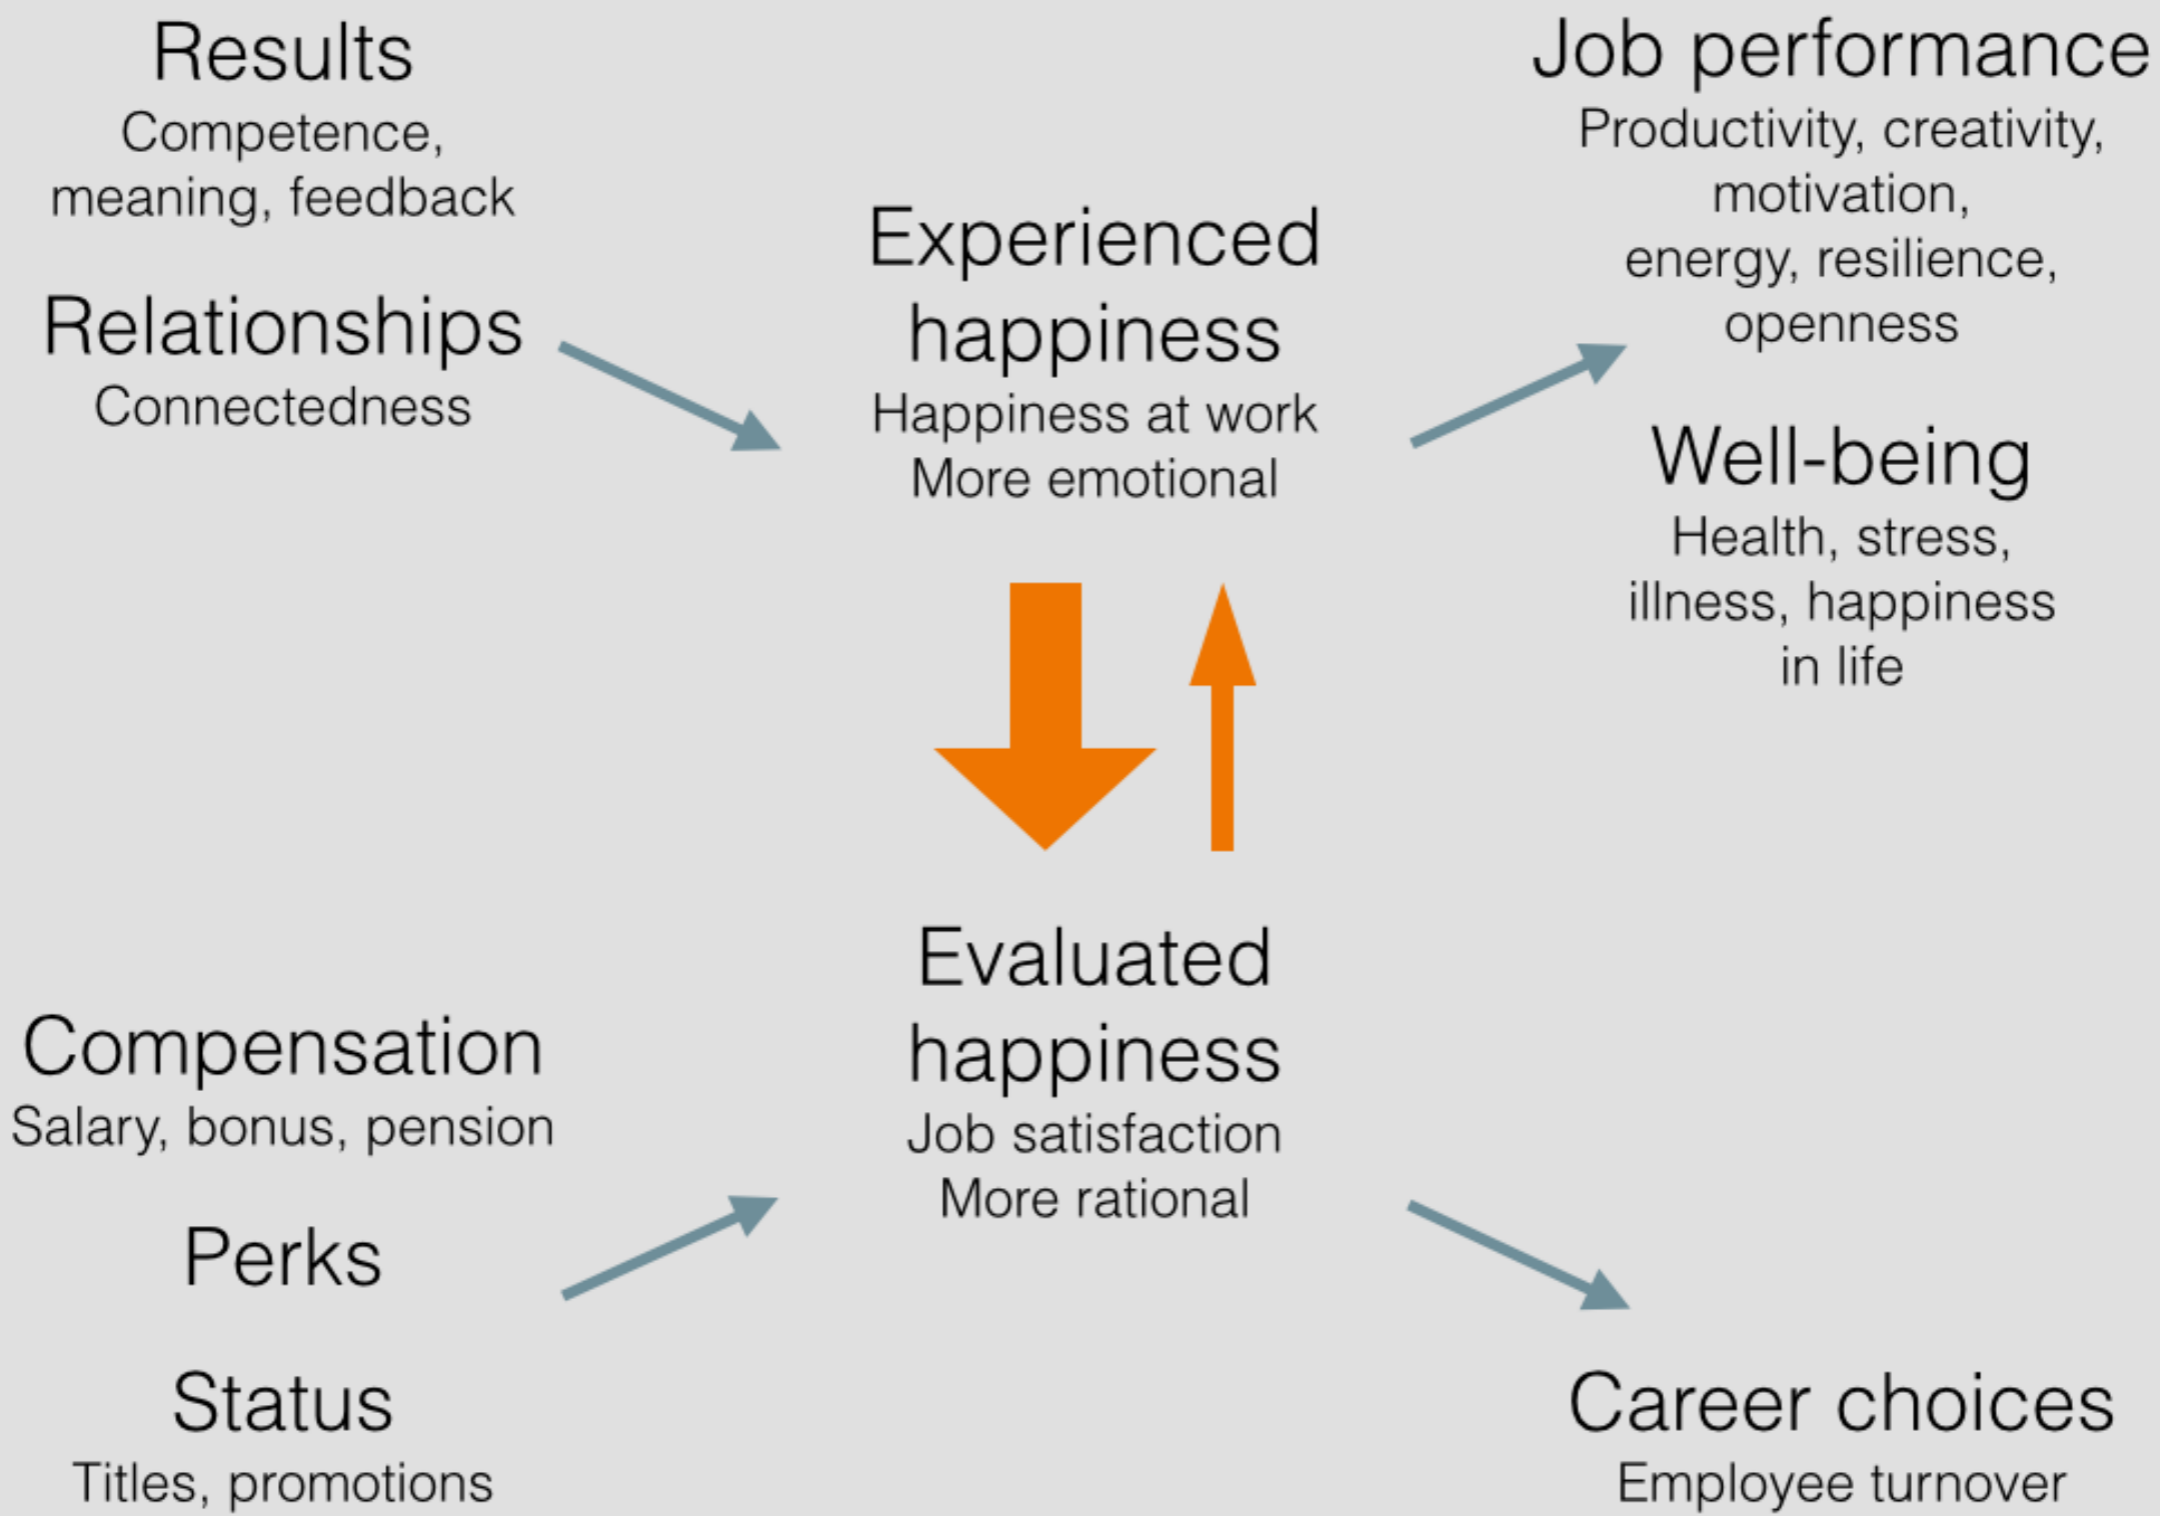 Results
Competence,
meaning, feedback
Relationships
Connectedness
Compensation
Salary, bonus, pension
Perks
Status
Titles, promotions
Experienced
happiness
Happiness at work
More emotional
Evaluated
happiness
Job satisfaction
More rational
Job performance
Productivity, creativity,
motivation,
energy, resilience,
openness
Well-being
Health, stress,
illness, happiness
in life
Career choices
Employee turnover